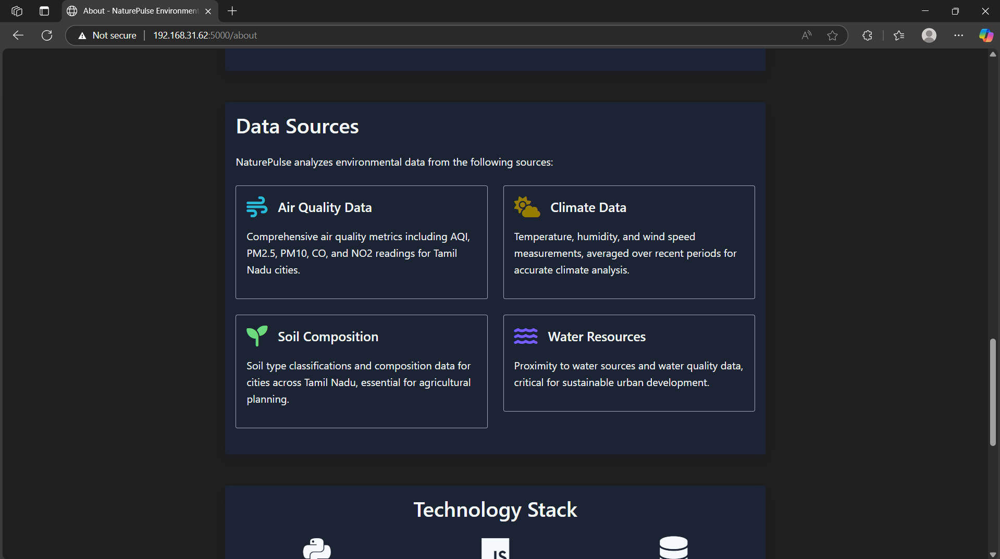 About - NaturePulse Environment
Not secure
192.168.31.62:5000/about
Data Sources
NaturePulse analyzes environmental data from the following sources:
Air Quality Data
Comprehensive air quality metrics including AQI,
PM2.5, PM10, CO, and NO2 readings for Tamil
Nadu cities.
Climate Data
Temperature, humidity, and wind speed
measurements, averaged over recent periods for
accurate climate analysis.
Soil Composition
Soil type classifications and composition data for
cities across Tamil Nadu, essential for agricultural
planning.
Water Resources
Proximity to water sources and water quality data,
critical for sustainable urban development.
Technology Stack
JS